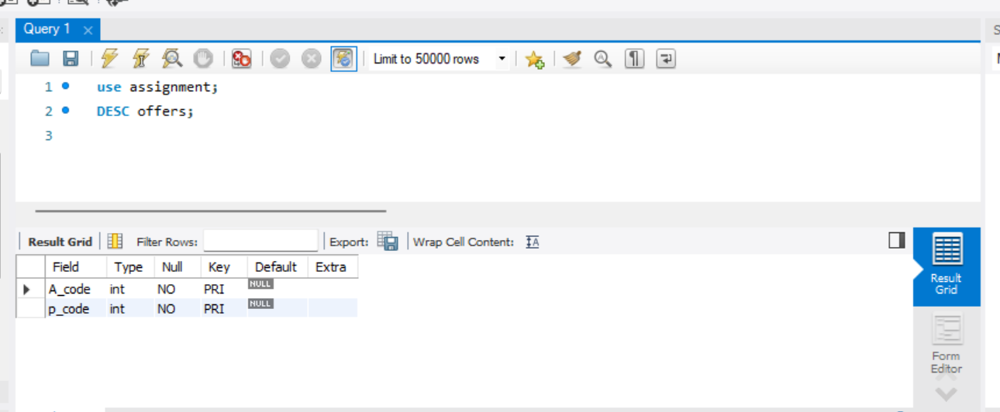 Query 1
Limit to 50000 rows
1 use assignment;
2 DESC offers;
3
Result Grid Filter Rows: Export: Wrap Cell Content:
Field Type Null Key Default Extra
A_code int NO PRI NULL
p_code int NO PRI NULL
Result
Grid
Form
Editor